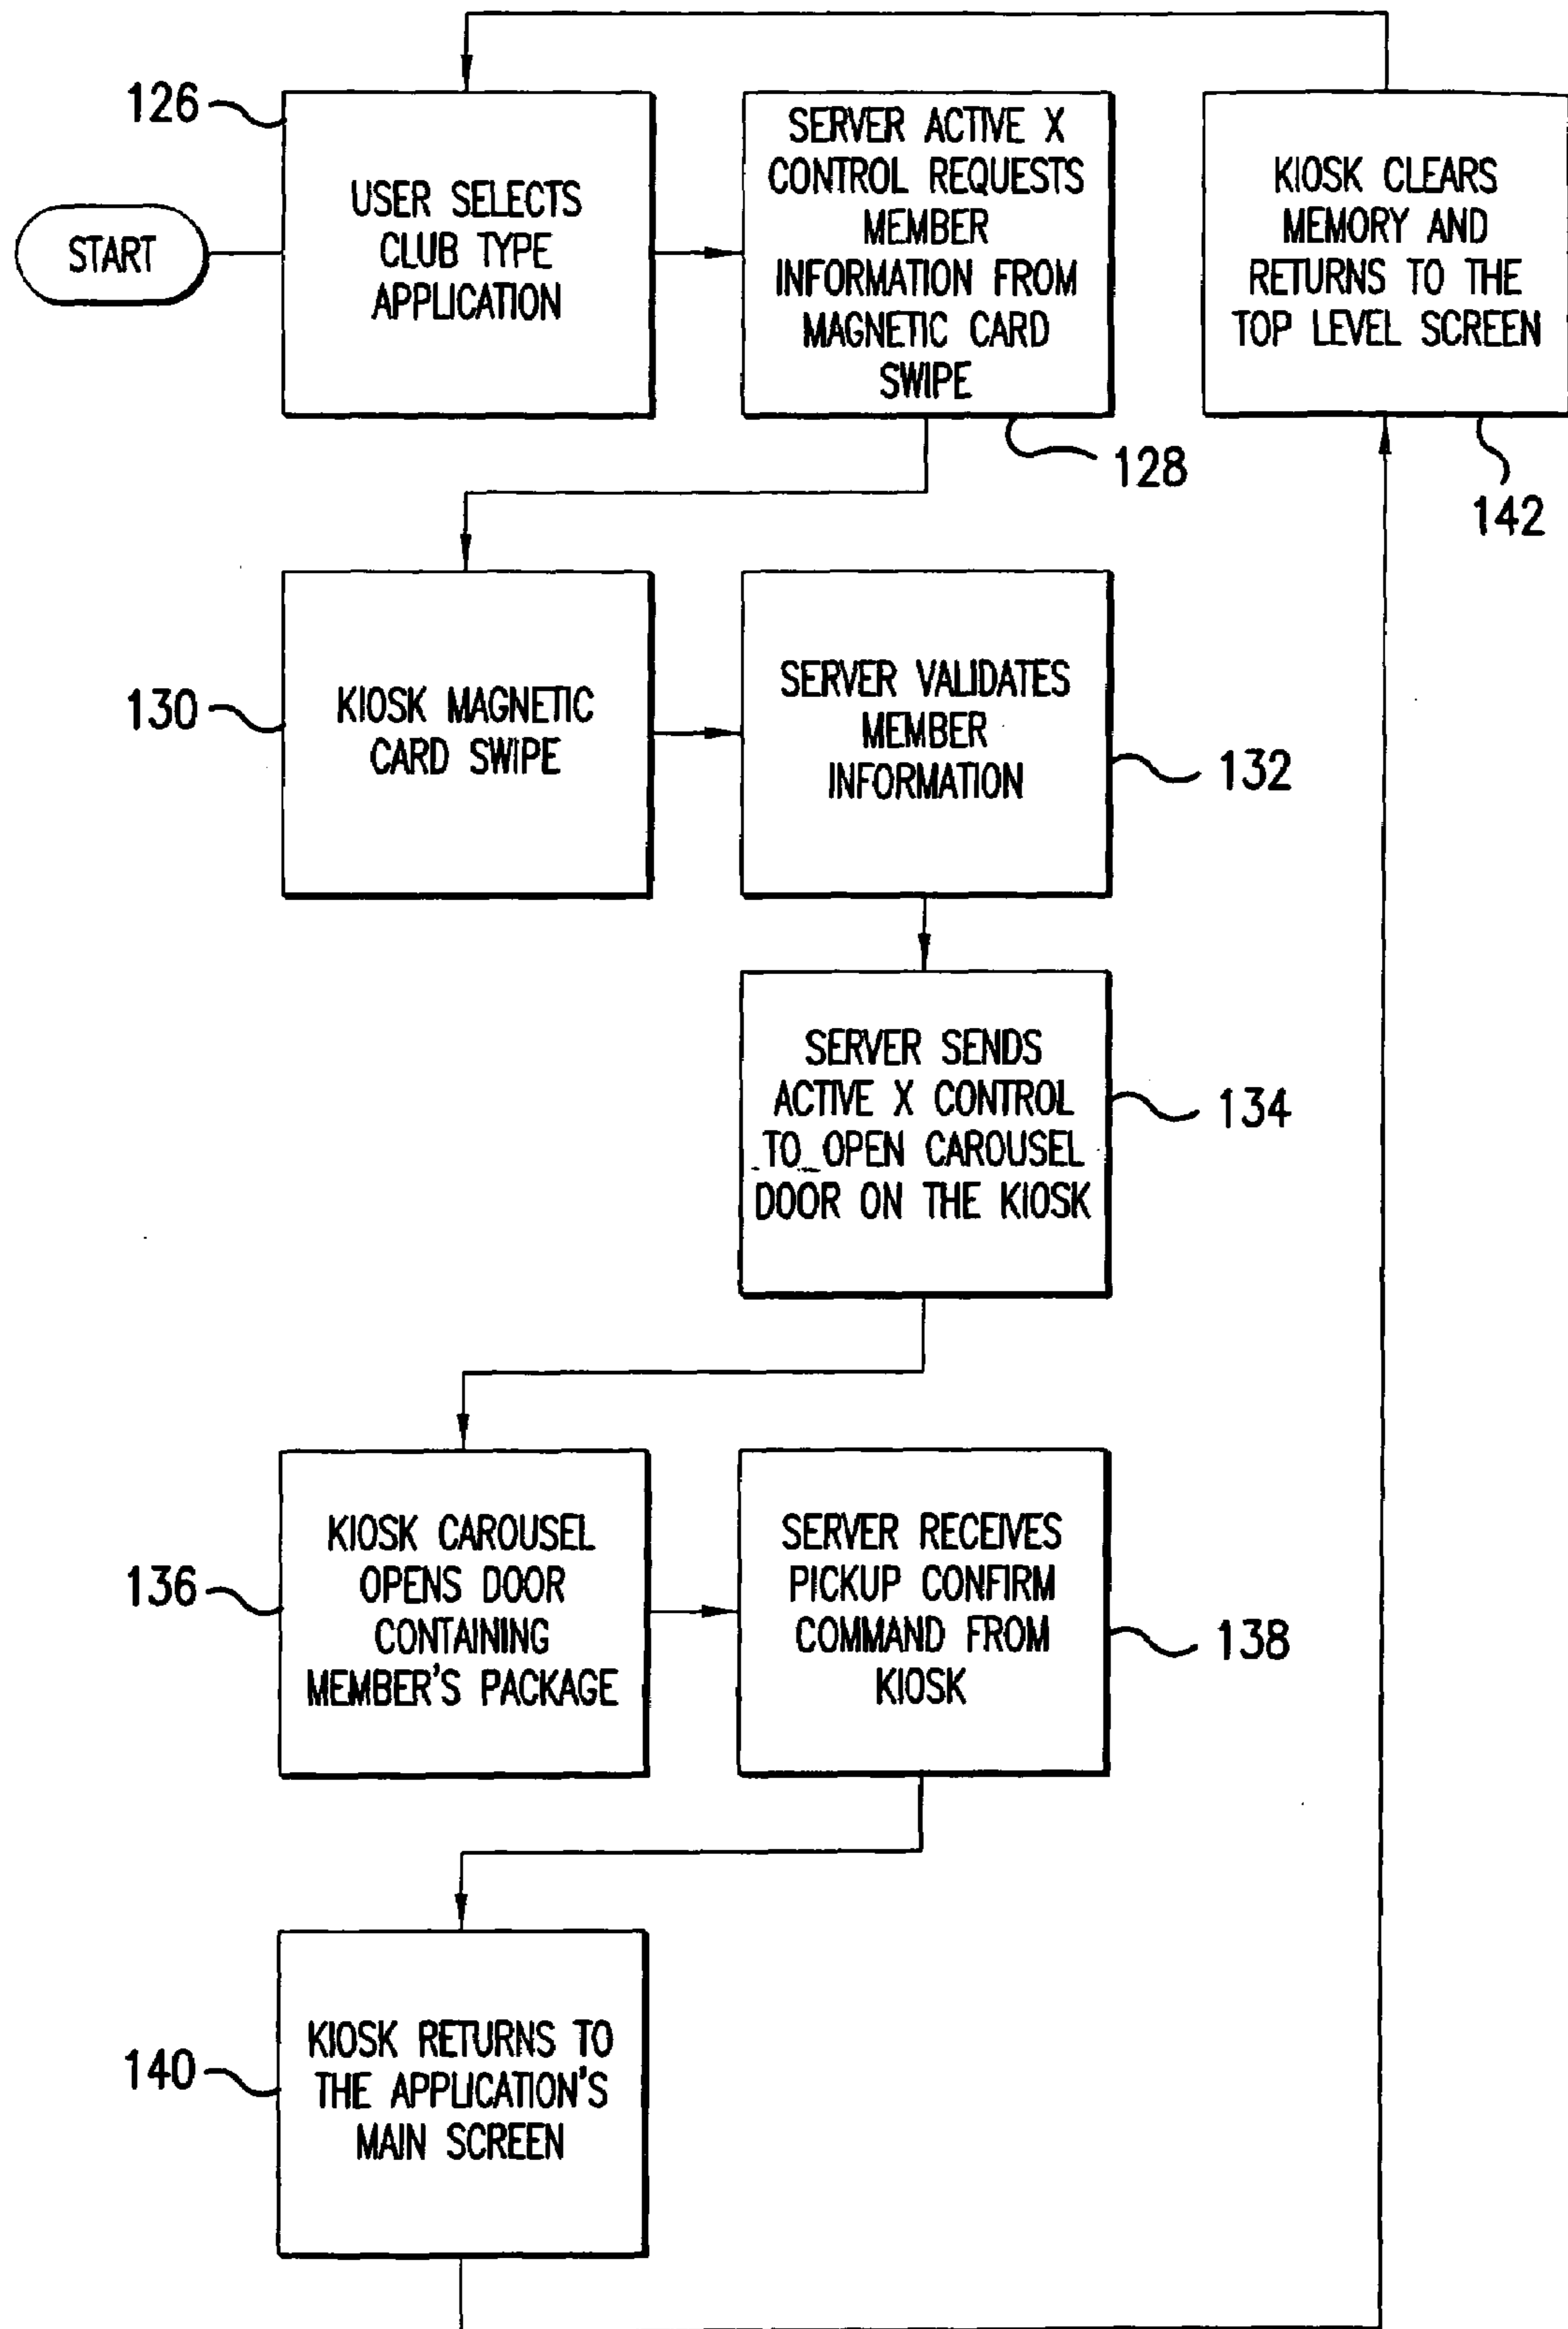 START
126
USER SELECTS
CLUB TYPE
APPLICATION
SERVER ACTIVE X
CONTROL REQUESTS
MEMBER
INFORMATION FROM
MAGNETIC CARD
SWIPE
128
KIOSK MAGNETIC
CARD SWIPE
130
SERVER VALIDATES
MEMBER
INFORMATION
132
SERVER SENDS
ACTIVE X CONTROL
TO OPEN CAROUSEL
DOOR ON THE KIOSK
134
KIOSK CAROUSEL
OPENS DOOR
CONTAINING
MEMBER'S PACKAGE
136
SERVER RECEIVES
PICKUP CONFIRM
COMMAND FROM
KIOSK
138
KIOSK RETURNS TO
THE APPLICATION'S
MAIN SCREEN
140
KIOSK CLEARS
MEMORY AND
RETURNS TO THE
TOP LEVEL SCREEN
142